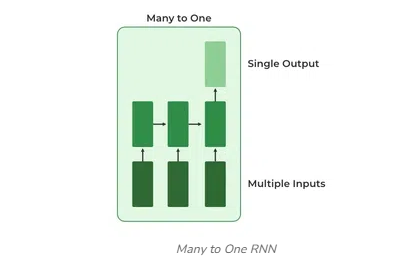 Many to One
Single Output
Multiple Inputs
Many to One RNN